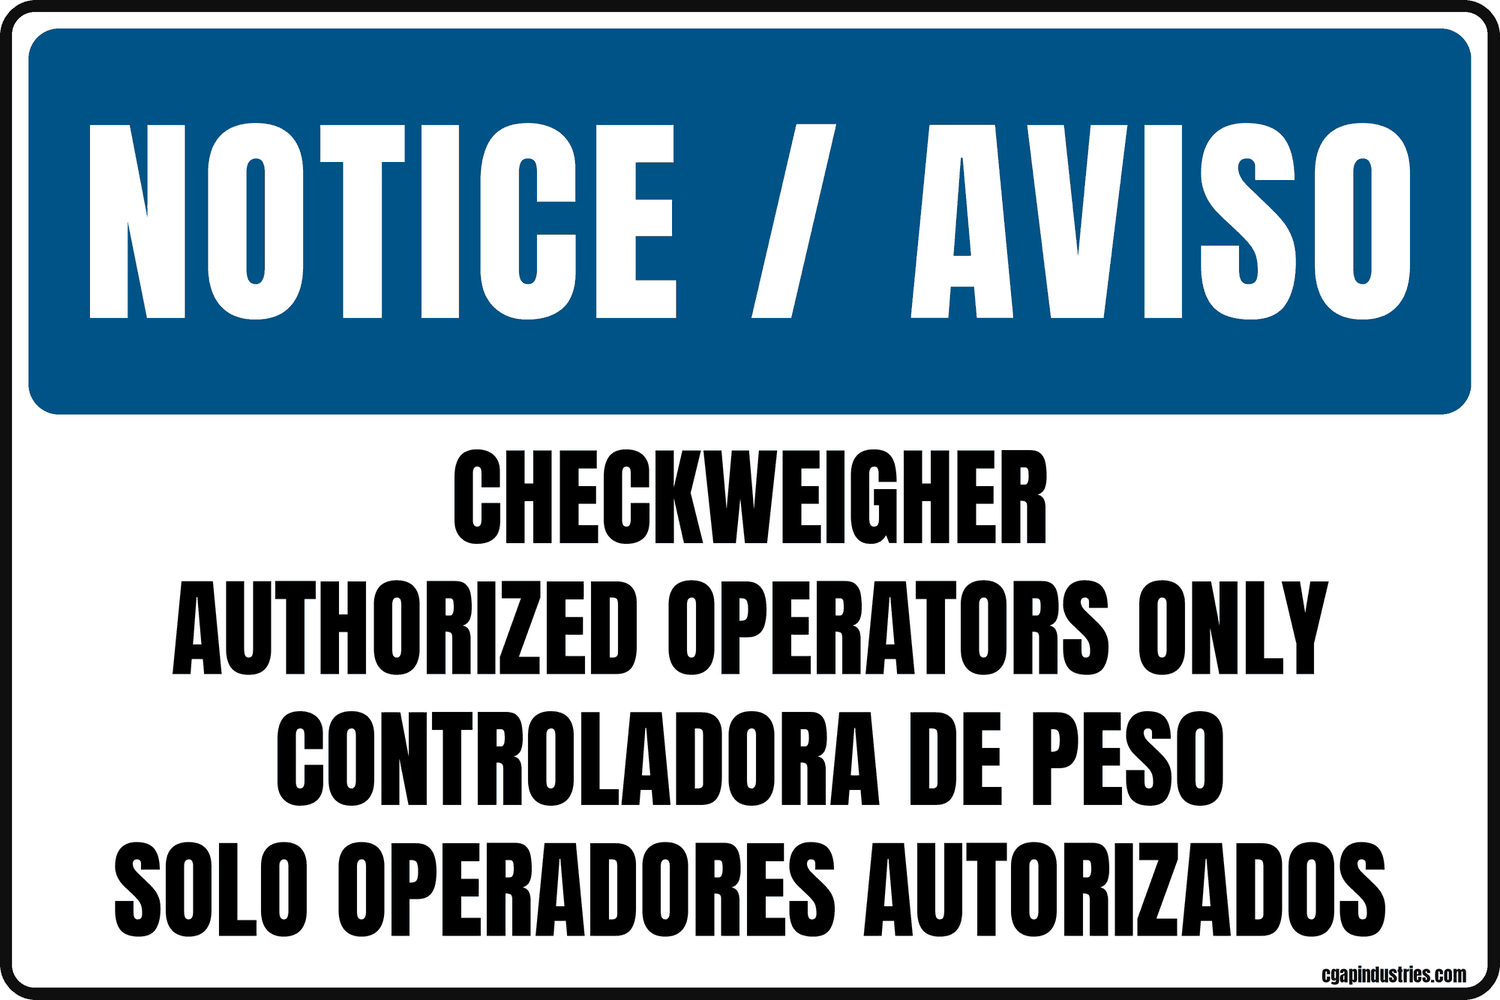 NOTICE / AVISO
CHECKWEIGHER
AUTHORIZED OPERATORS ONLY
CONTROLADORA DE PESO
SOLO OPERADORES AUTORIZADOS
cgapindustries.com